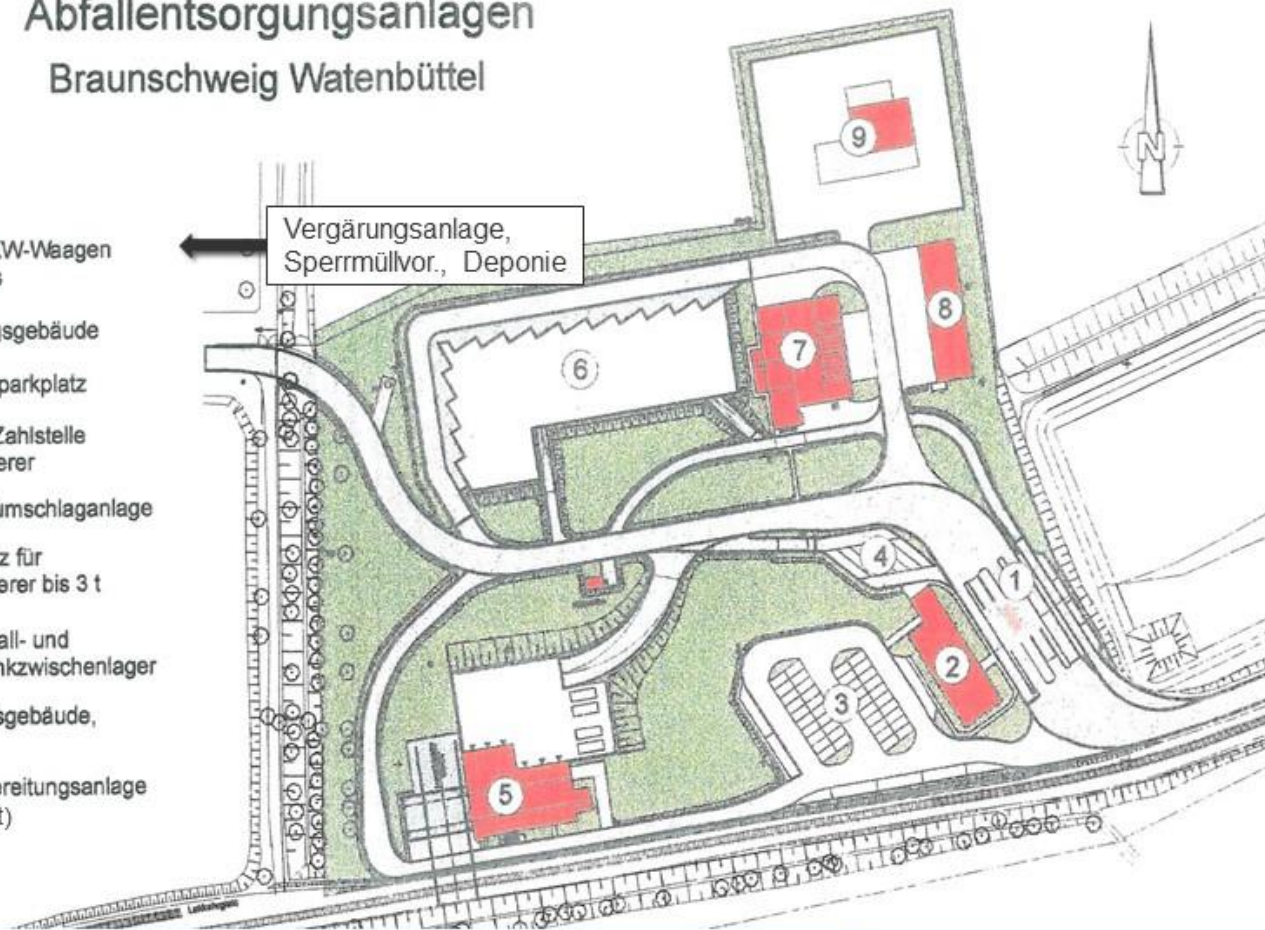 Abfallentsorgungsanlagen
Braunschweig Watenbüttel
KW-Waagen
gsgebäude
parkplatz
Zahlstelle
erer
umschlaganlage
z für
erer bis 3 t
all- und
nkzwischenlager
sgebäude,
ereitungsanlage
t)
Vergärungsanlage,
Sperrmüllvor., Deponie
N
9
8
7
6
4
1
2
3
5